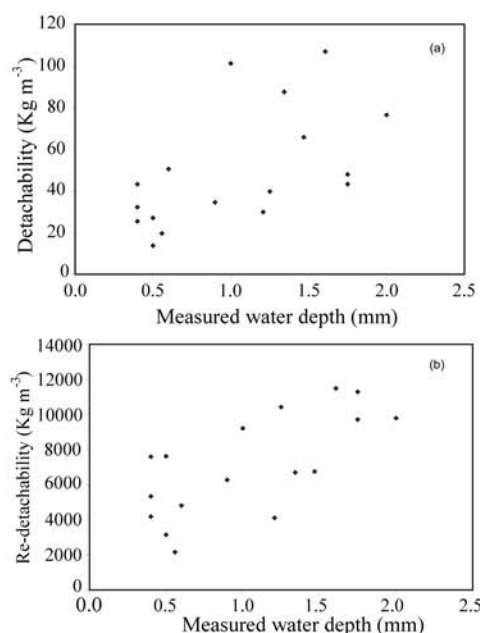 (a)
Detachability (Kg m-3)
120
100
80
60
40
20
0
0.0 0.5 1.0 1.5 2.0 2.5
Measured water depth (mm)
(b)
Re-detachability (Kg m-3)
14000
12000
10000
8000
6000
4000
2000
0
0.0 0.5 1.0 1.5 2.0 2.5
Measured water depth (mm)